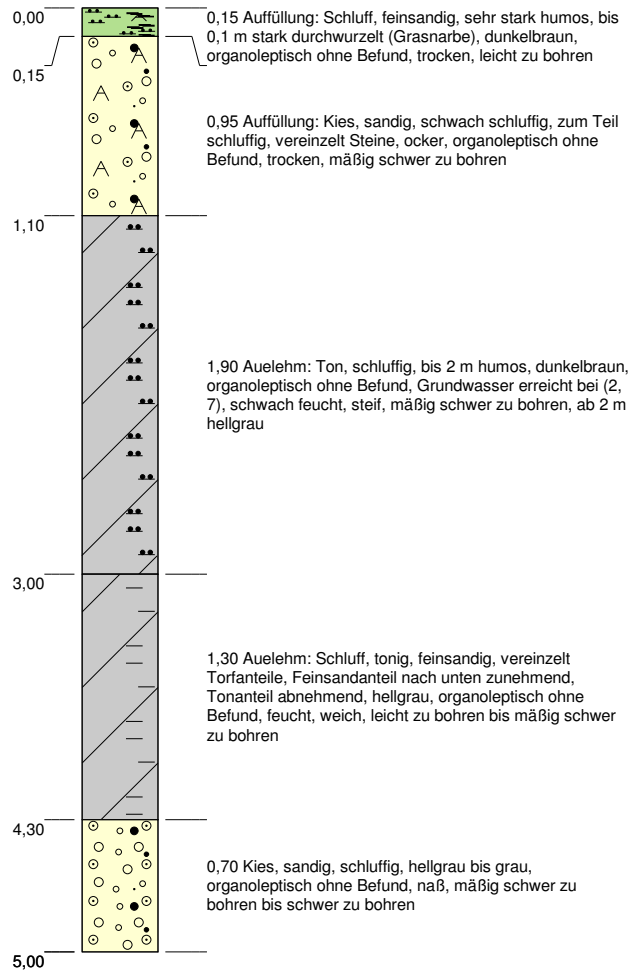 0,00
0,15 Auffüllung: Schluff, feinsandig, sehr stark humos, bis
0,1 m stark durchwurzelt (Grasnarbe), dunkelbraun,
organoleptisch ohne Befund, trocken, leicht zu bohren
0,15
0,95 Auffüllung: Kies, sandig, schwach schluffig, zum Teil
schluffig, vereinzelt Steine, ocker, organoleptisch ohne
Befund, trocken, mäßig schwer zu bohren
1,10
1,90 Auelehm: Ton, schluffig, bis 2 m humos, dunkelbraun,
organoleptisch ohne Befund, Grundwasser erreicht bei (2,
7), schwach feucht, steif, mäßig schwer zu bohren, ab 2 m
hellgrau
3,00
1,30 Auelehm: Schluff, tonig, feinsandig, vereinzelt
Torfanteile, Feinsandanteil nach unten zunehmend,
Tonanteil abnehmend, hellgrau, organoleptisch ohne
Befund, feucht, weich, leicht zu bohren bis mäßig schwer
zu bohren
4,30
0,70 Kies, sandig, schluffig, hellgrau bis grau,
organoleptisch ohne Befund, naß, mäßig schwer zu
bohren bis schwer zu bohren
5,00